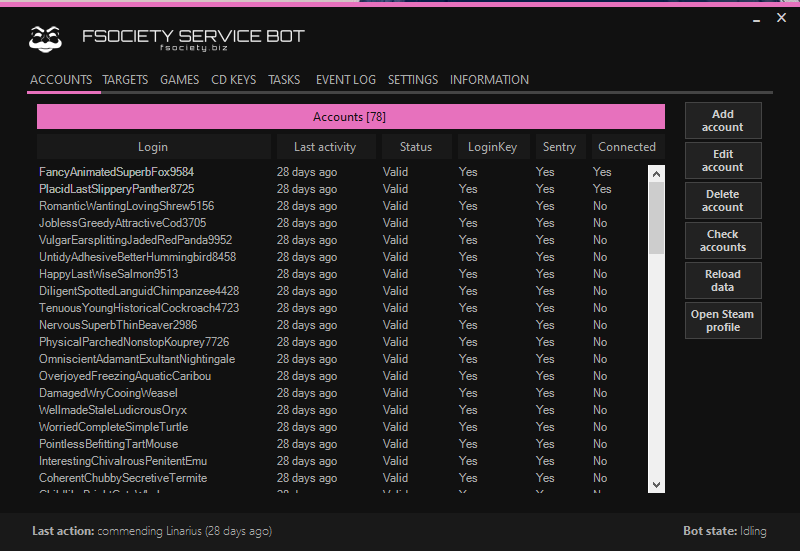 FSOCIETY SERVICE BOT
fsociety.biz
ACCOUNTS TARGETS GAMES CD KEYS TASKS EVENT LOG SETTINGS INFORMATION
Accounts [78]
Login Last activity Status LoginKey Sentry Connected
FancyAnimatedSuperbFox9584 28 days ago Valid Yes Yes Yes
PlacidLastSlipperyPanther8725 28 days ago Valid Yes Yes Yes
RomanticWantingLovingShrew5156 28 days ago Valid Yes Yes No
JoblessGreedyAttractiveCod3705 28 days ago Valid Yes Yes No
VulgarEarsplittingJadedRedPanda9952 28 days ago Valid Yes Yes No
UntidyAdhesiveBetterHummingbird8458 28 days ago Valid Yes Yes No
HappyLastWiseSalmon9513 28 days ago Valid Yes Yes No
DiligentSpottedLanguidChimpanzee4428 28 days ago Valid Yes Yes No
TenuousYoungHistoricalCockroach4723 28 days ago Valid Yes Yes No
NervousSuperbThinBeaver2986 28 days ago Valid Yes Yes No
PhysicalParchedNonstopKouprey7726 28 days ago Valid Yes Yes No
OmniscientAdamantExultantNightingale 28 days ago Valid Yes Yes No
OverjoyedFreezingAquaticCaribou 28 days ago Valid Yes Yes No
DamagedWryCooingWeasel 28 days ago Valid Yes Yes No
WellmadeStaleLudicrousOryx 28 days ago Valid Yes Yes No
WorriedCompleteSimpleTurtle 28 days ago Valid Yes Yes No
PointlessBefittingTartMouse 28 days ago Valid Yes Yes No
InterestingChivalrousPenitentEmu 28 days ago Valid Yes Yes No
CoherentChubbySecretiveTermite 28 days ago Valid Yes Yes No
28 days ago Valid Yes Yes No
Add
account
Edit
account
Delete
account
Check
accounts
Reload
data
Open Steam
profile
Last action: commending Linarius (28 days ago)
Bot state: Idling